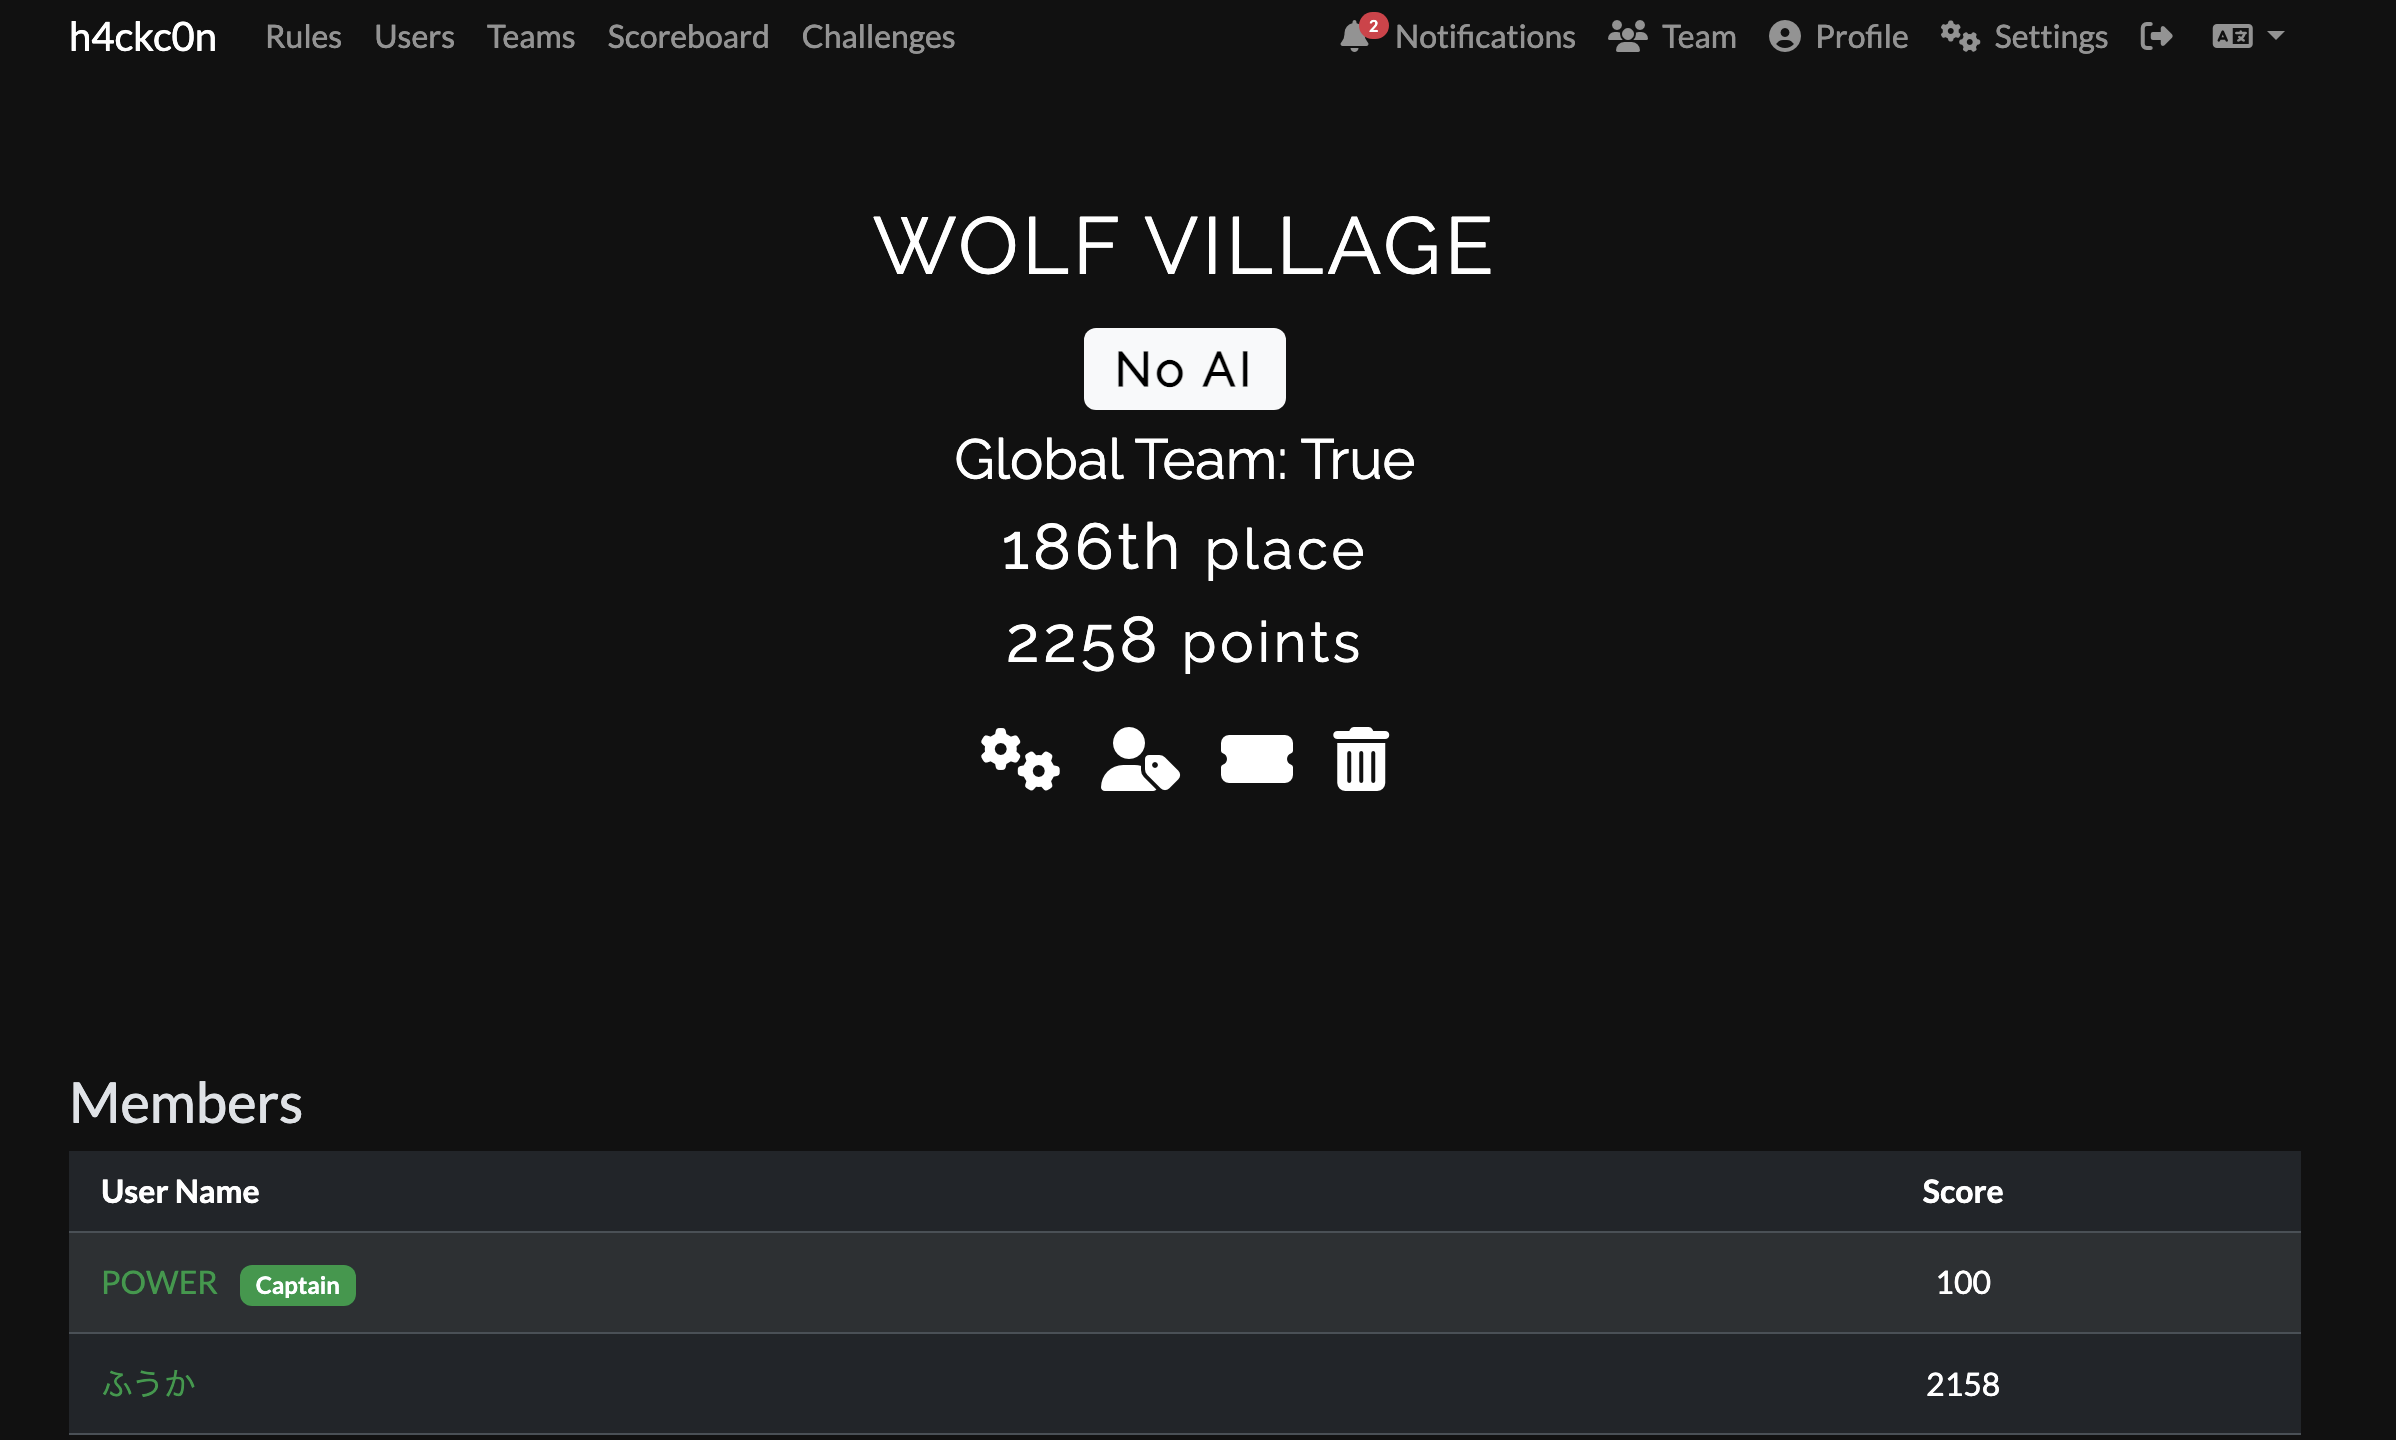 h4ckc0n Rules Users Teams Scoreboard Challenges 2 Notifications Team Profile Settings
WOLF VILLAGE
No AI
Global Team: True
186th place
2258 points
Members
User Name Score
POWER Captain 100
ふうか 2158